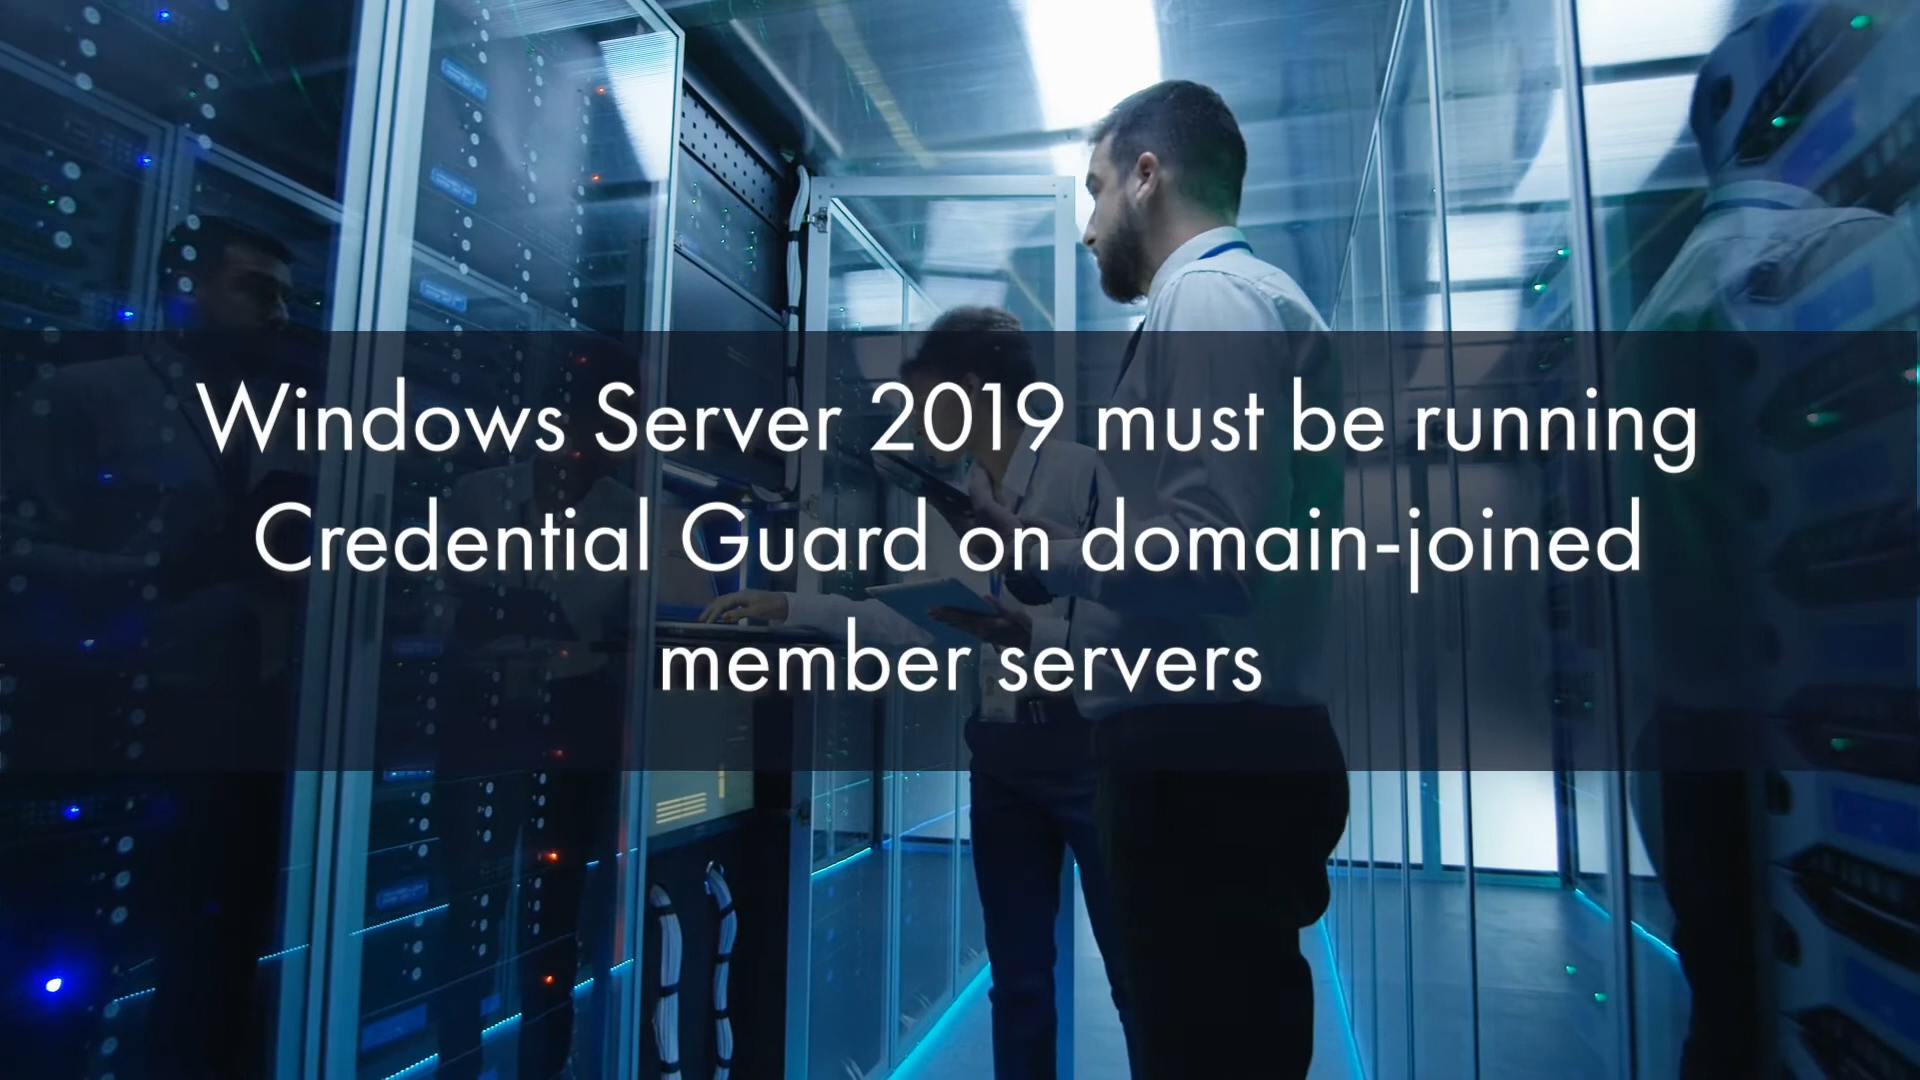 Windows Server 2019 must be running
Credential Guard on domain-joined
member servers